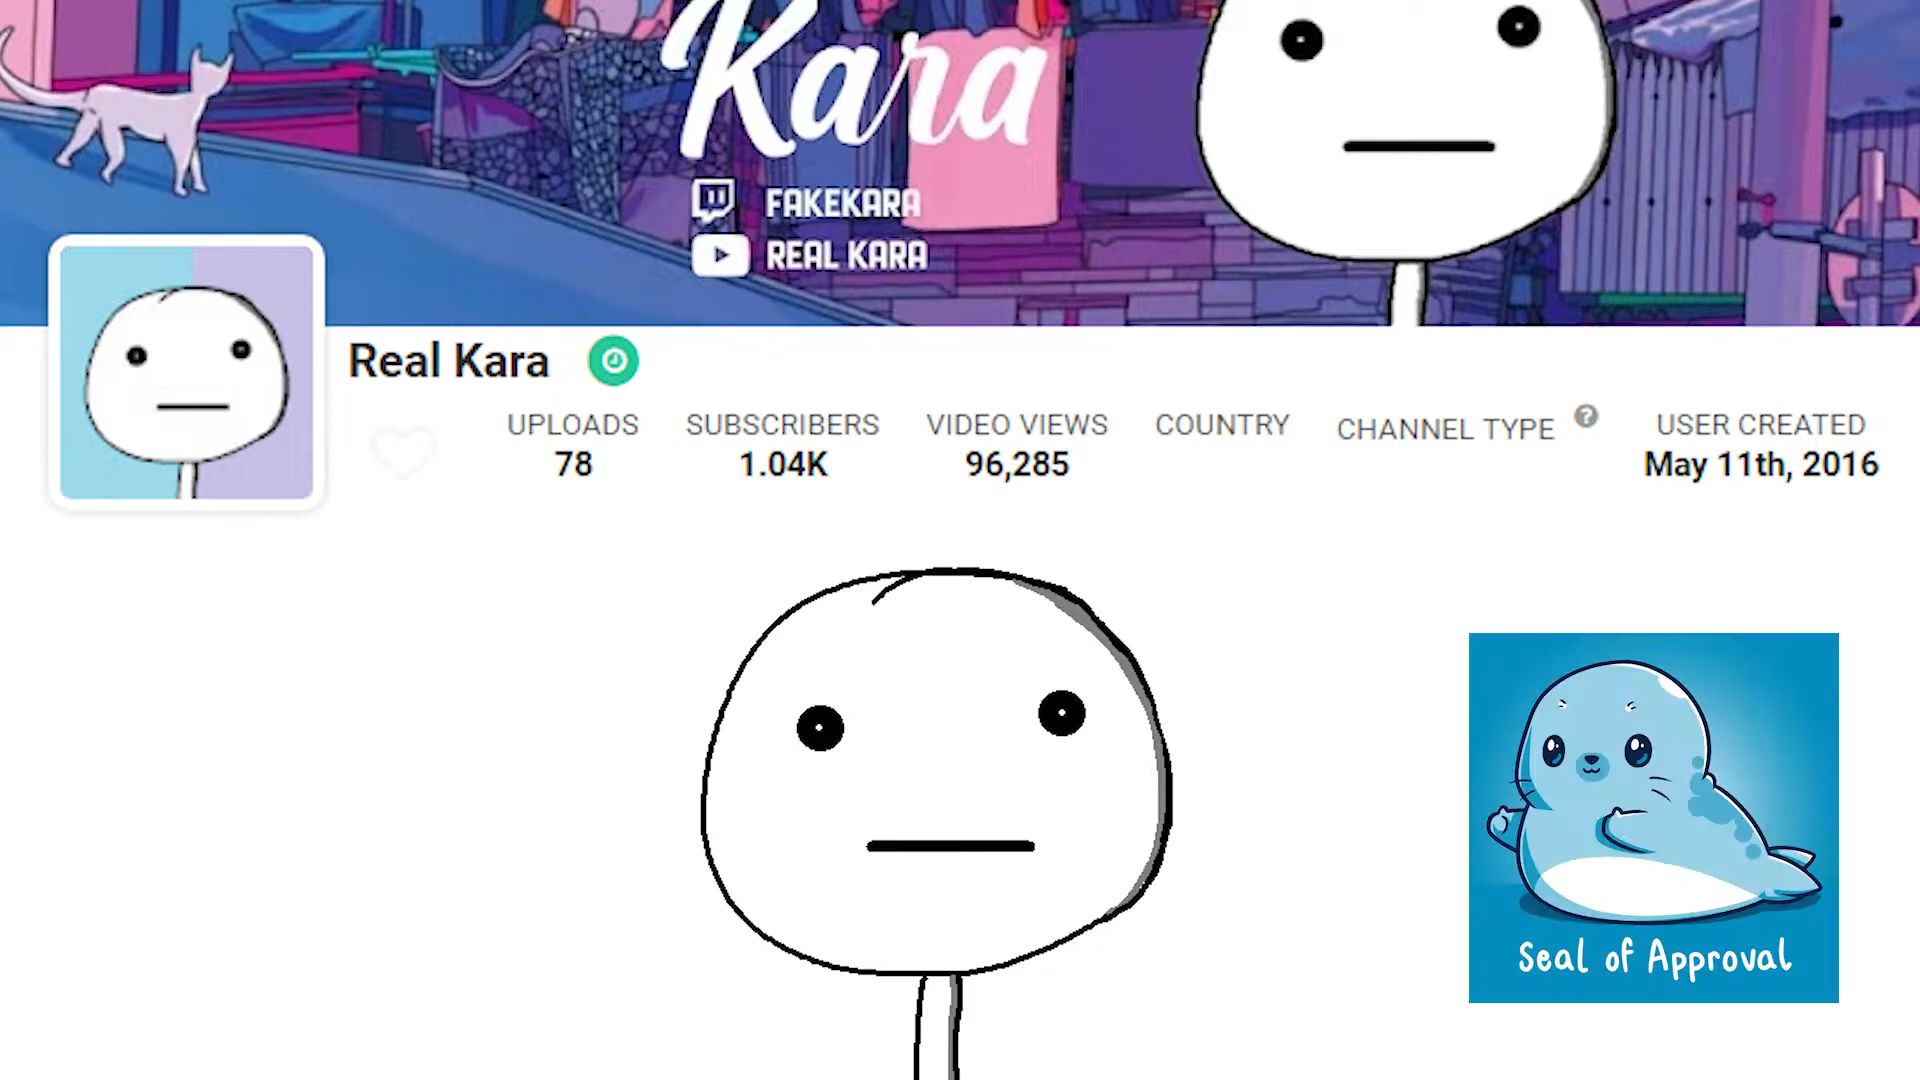 Kara
FAKEKARA
REAL KARA
Real Kara
UPLOADS SUBSCRIBERS VIDEO VIEWS COUNTRY CHANNEL TYPE ? USER CREATED
78 1.04K 96,285 May 11th, 2016
Seal of Approval